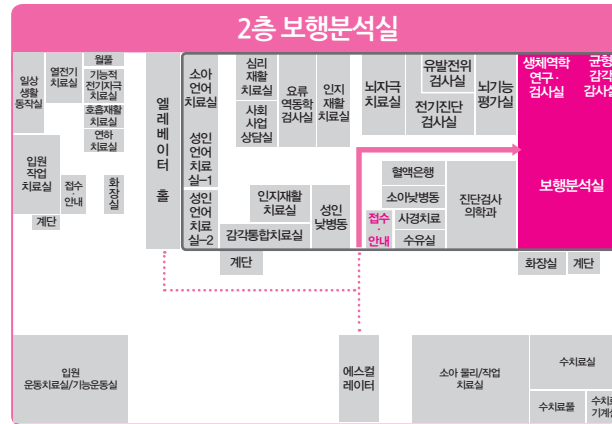 2층 보행분석실
일상
생활
동작실
열전기
치료실
월풀
기능적
전기자극
치료실
호흡재활
치료실
연하
치료실
입원
작업
치료실
접수
·
안내
화
장
실
계단
엘
레
베
이
터
홀
소아
언어
치료실
성인
언어
치료
실-1
성인
언어
치료
실-2
심리
재활
치료실
사회
사업
상담실
요류
역동학
검사실
인지
재활
치료실
인지재활
치료실
감각통합치료실
성인
낮병동
계단
뇌자극
치료실
유발전위
검사실
전기진단
검사실
뇌기능
평가실
혈액은행
소아낮병동
접수
·
안내
사경치료
수유실
진단검사
의학과
생체역학
연구·
검사실
균형
감각
검사실
보행분석실
화장실
계단
입원
운동치료실/기능운동실
에스컬
레이터
소아 물리/작업
치료실
수치료실
수치료풀
수치료
기계실